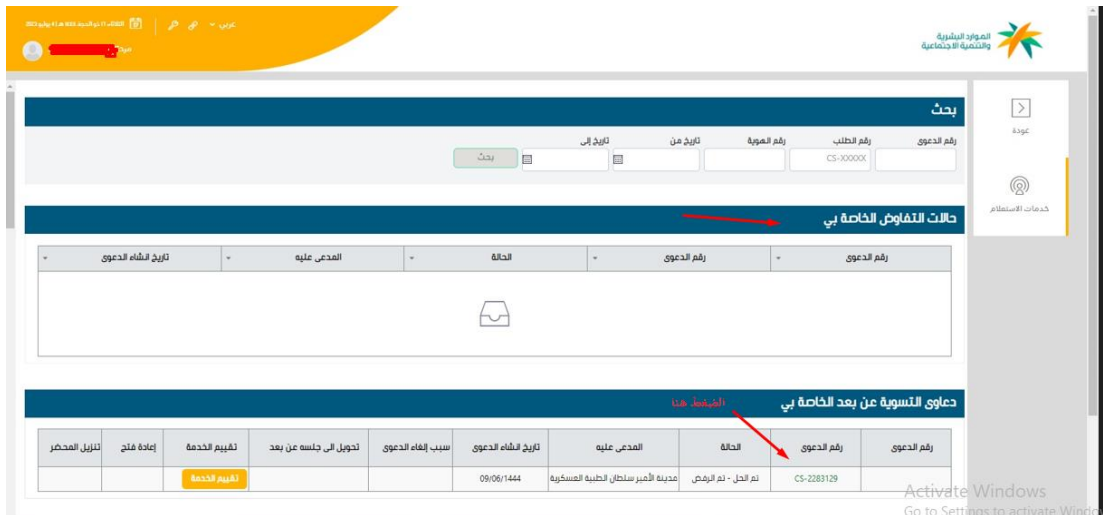 عربي
الموارد البشرية
والتنمية الاجتماعية
عودة
خدمات الاستعلام
بحث
رقم الدعوى رقم الطلب رقم الهوية تاريخ من تاريخ إلى
CS-XXXXX بحث
حالات التفاوض الخاصة بي
رقم الدعوى رقم الدعوى الحالة المدعى عليه تاريخ انشاء الدعوى
دعاوى التسوية عن بعد الخاصة بي
الضغط هنا
رقم الدعوى رقم الدعوى الحالة المدعى عليه تاريخ انشاء الدعوى سبب إلغاء الدعوى تحويل الى جلسه عن بعد تقييم الخدمة إعادة فتح تنزيل المحضر
CS-2283129 تم الحل - تم الرفض مدينة الأمير سلطان الطبية العسكرية 09/06/1444 تقييم الخدمة
Activate Windows
Go to Settings to activate Windo